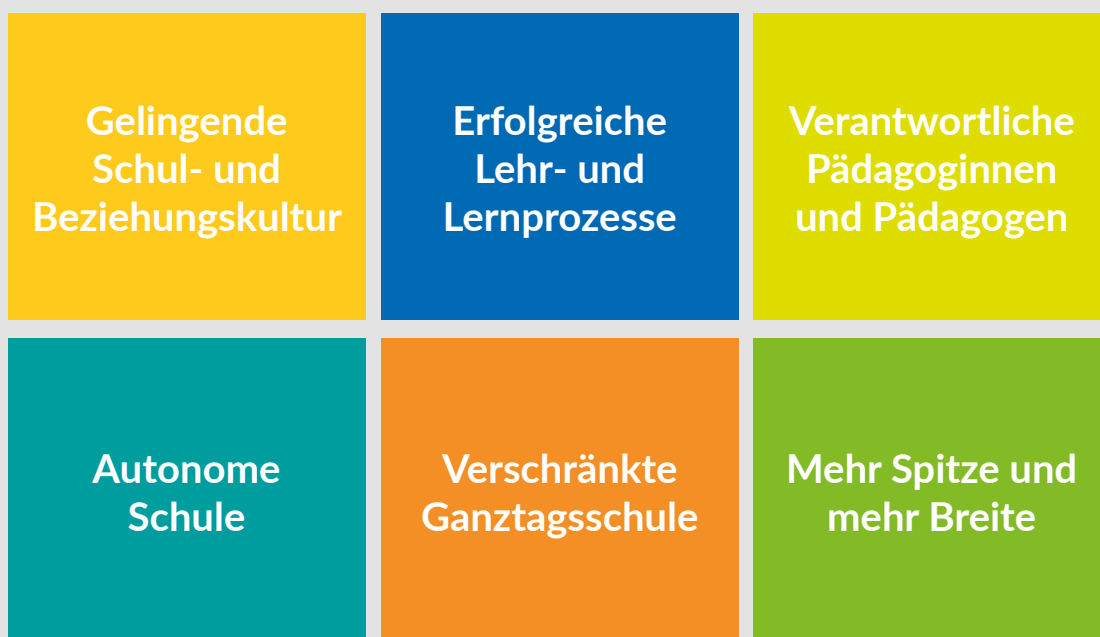 Gelingende
Schul- und
Beziehungskultur
Erfolgreiche
Lehr- und
Lernprozesse
Verantwortliche
Pädagoginnen
und Pädagogen
Autonome
Schule
Verschränkte
Ganztagsschule
Mehr Spitze und
mehr Breite